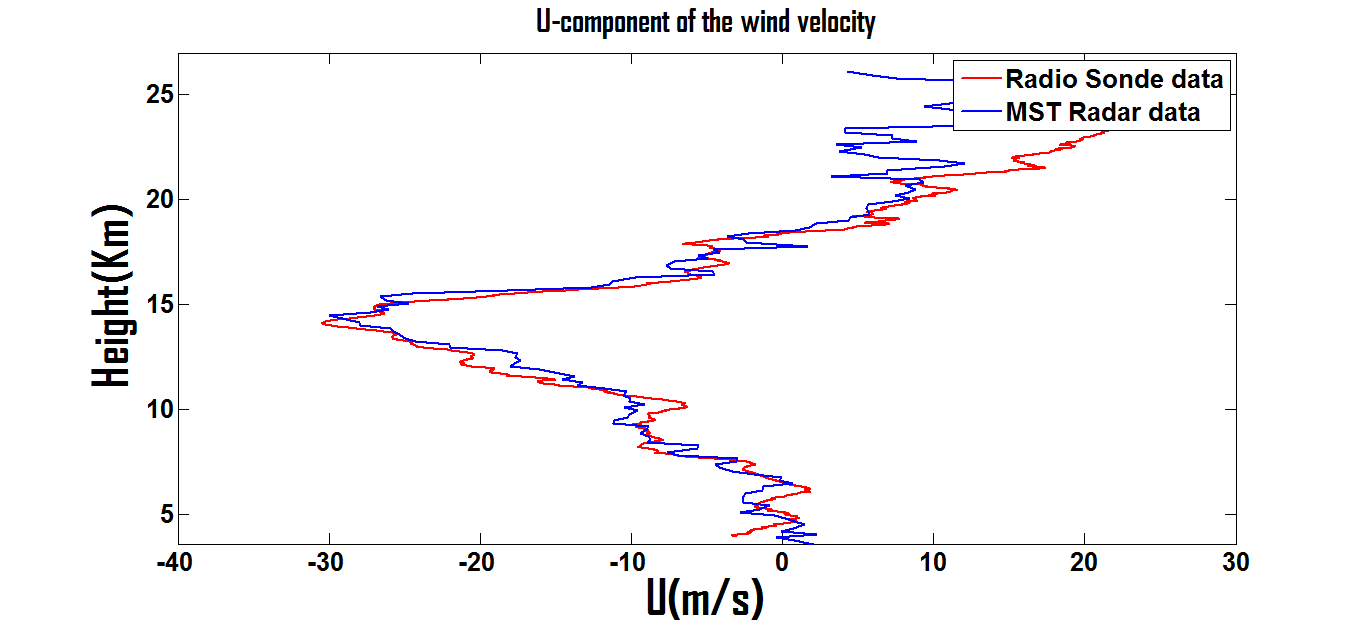 U-component of the wind velocity
Radio Sonde data
MST Radar data
25
20
15
10
5
Height(Km)
-40 -30 -20 -10 0 10 20 30
U(m/s)